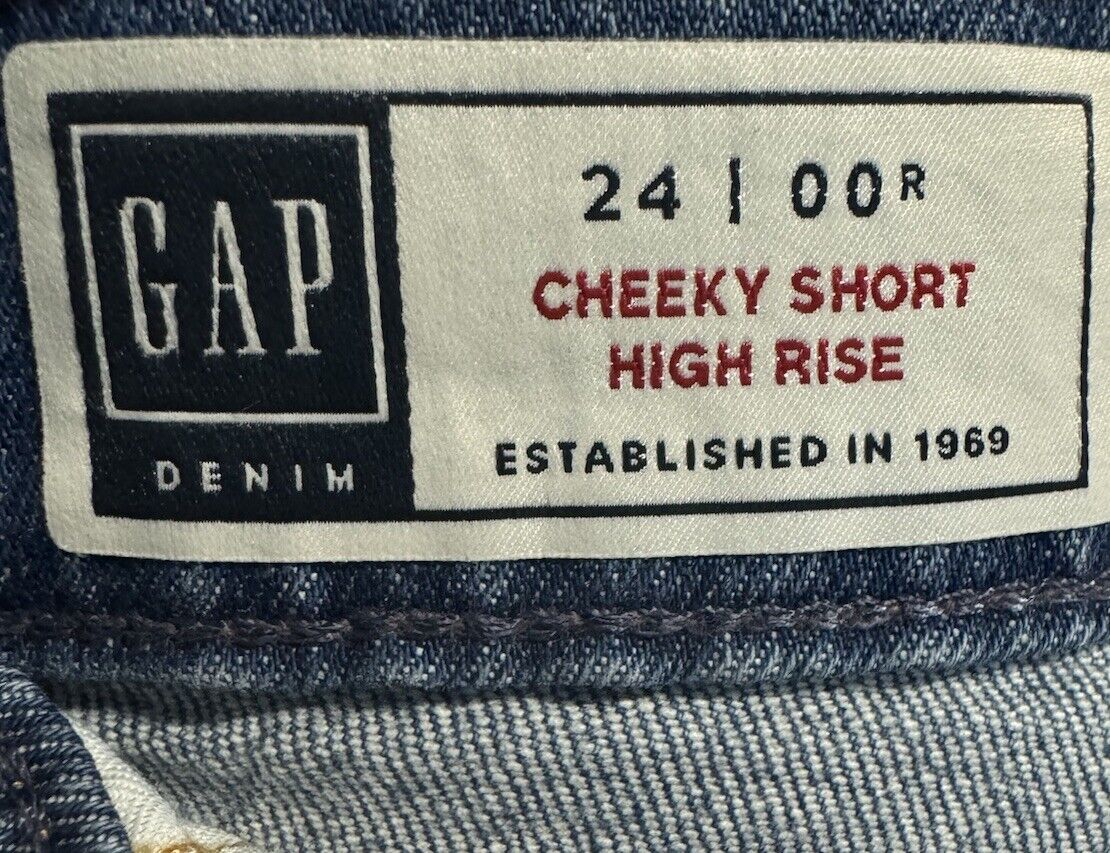 GAP
DENIM
24 | 00R
CHEEKY SHORT
HIGH RISE
ESTABLISHED IN 1969